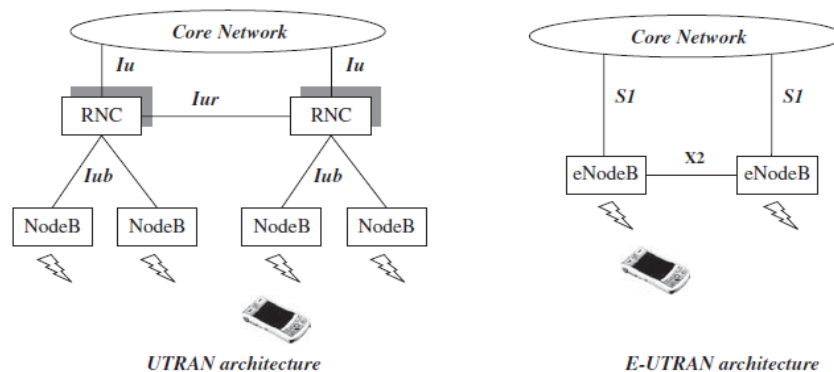 Core Network
Iu
Iu
RNC
Iur
RNC
Iub
Iub
NodeB
NodeB
NodeB
NodeB
UTRAN architecture
Core Network
S1
S1
eNodeB
X2
eNodeB
E-UTRAN architecture